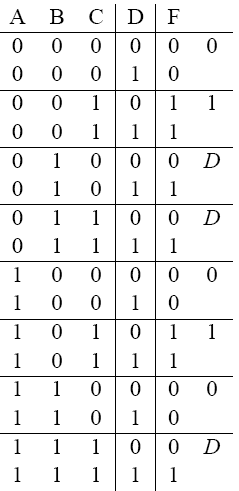 A B C D F
0 0 0 0 0 0
0 0 0 1 0
0 0 1 0 1 1
0 0 1 1 1
0 1 0 0 0 D
0 1 0 1 1
0 1 1 0 0 D
0 1 1 1 1
1 0 0 0 0 0
1 0 0 1 0
1 0 1 0 1 1
1 0 1 1 1
1 1 0 0 0 0
1 1 0 1 0
1 1 1 0 0 D
1 1 1 1 1